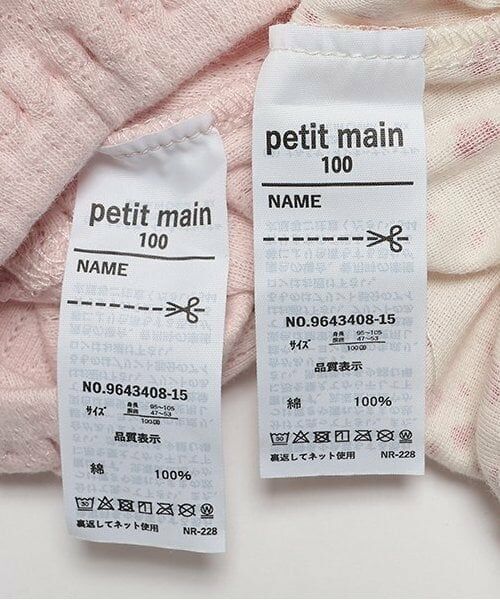 petit main
100
NAME
NO.9643408-15
サイズ
身長 95~105
胴囲 47~53
100
品質表示
綿 100%
裏返してネット使用 NR-228
petit main
100
NAME
NO.9643408-15
サイズ
身長 95~105
胴囲 47~53
100
品質表示
綿 100%
裏返してネット使用 NR-228